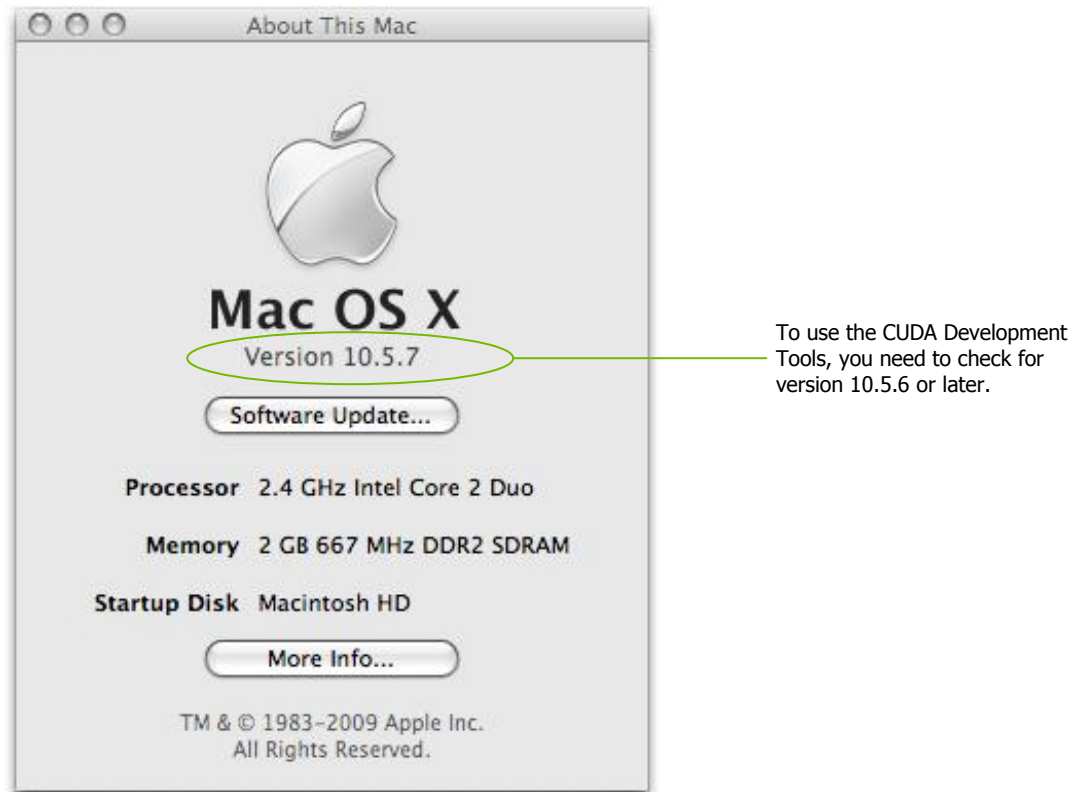 About This Mac
Mac OS X
Version 10.5.7
To use the CUDA Development
Tools, you need to check for
version 10.5.6 or later.
Software Update...
Processor 2.4 GHz Intel Core 2 Duo
Memory 2 GB 667 MHz DDR2 SDRAM
Startup Disk Macintosh HD
More Info...
TM & © 1983–2009 Apple Inc.
All Rights Reserved.